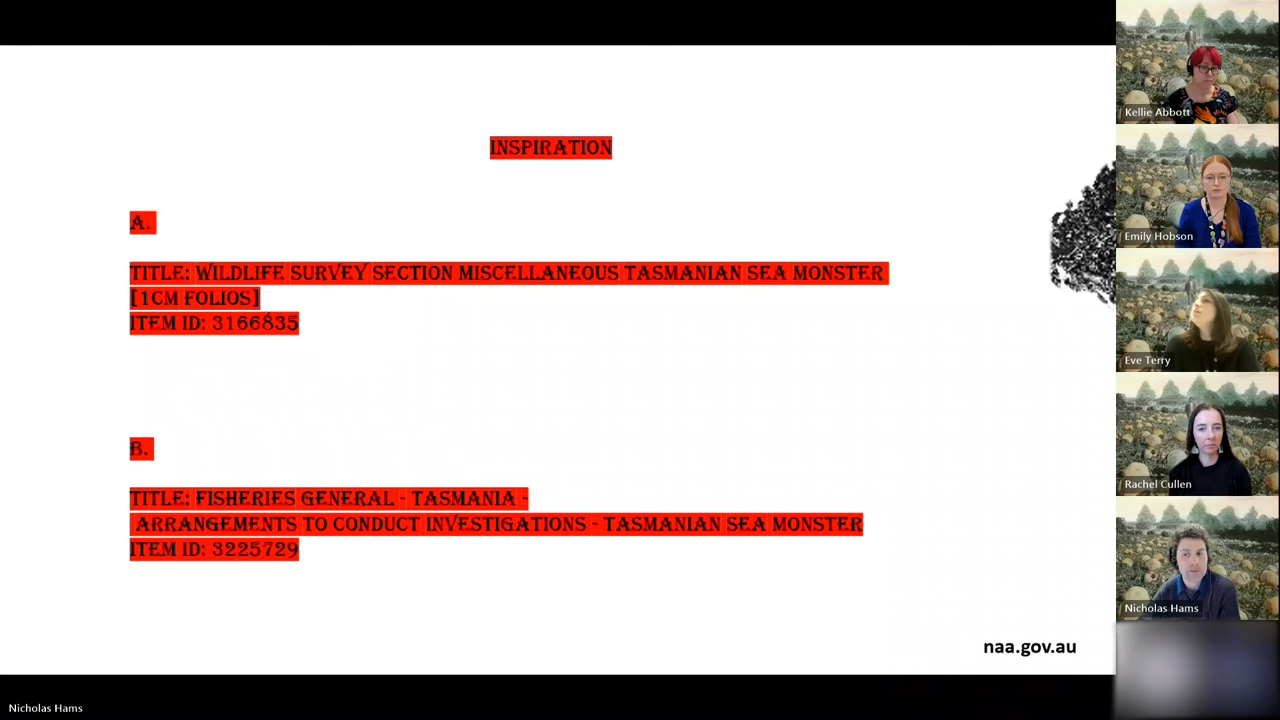 INSPIRATION
A.
TITLE: WILDLIFE SURVEY SECTION MISCELLANEOUS TASMANIAN SEA MONSTER
[1CM FOLIOS]
ITEM ID: 3166835
B.
TITLE: FISHERIES GENERAL - TASMANIA -
ARRANGEMENTS TO CONDUCT INVESTIGATIONS - TASMANIAN SEA MONSTER
ITEM ID: 3225729
naa.gov.au
Kellie Abbott
Emily Hobson
Eve Terry
Rachel Cullen
Nicholas Hams
Nicholas Hams